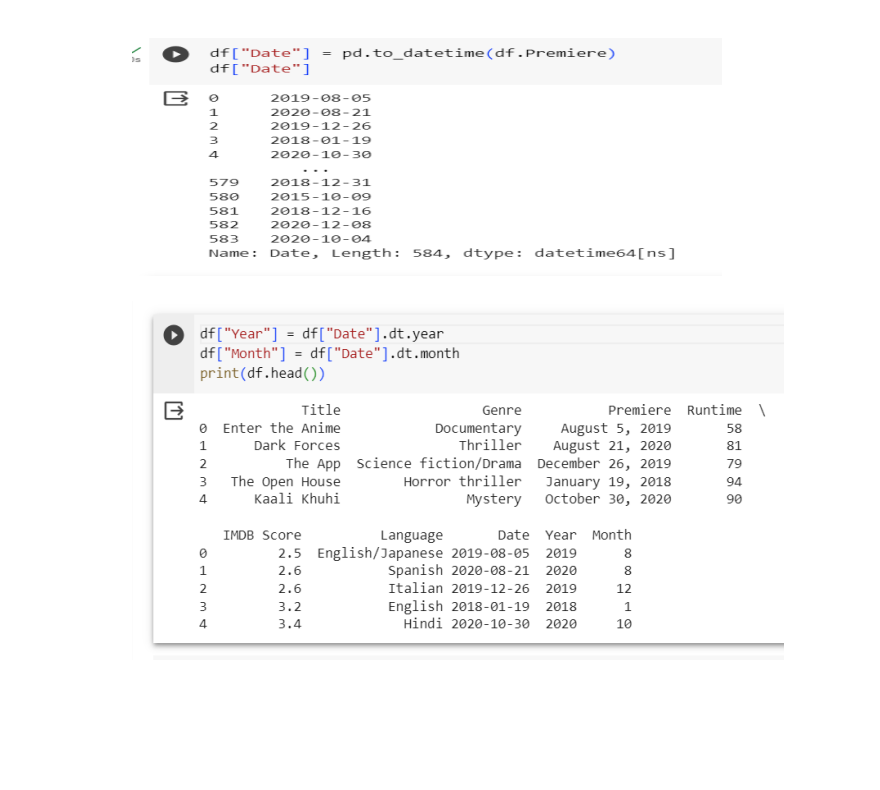 df["Date"] = pd.to_datetime(df.Premiere)
df["Date"]
0 2019-08-05
1 2020-08-21
2 2019-12-26
3 2018-01-19
4 2020-10-30
...
579 2018-12-31
580 2015-10-09
581 2018-12-16
582 2020-12-08
583 2020-10-04
Name: Date, Length: 584, dtype: datetime64[ns]
df["Year"] = df["Date"].dt.year
df["Month"] = df["Date"].dt.month
print(df.head())
Title Genre Premiere Runtime \
0 Enter the Anime Documentary August 5, 2019 58
1 Dark Forces Thriller August 21, 2020 81
2 The App Science fiction/Drama December 26, 2019 79
3 The Open House Horror thriller January 19, 2018 94
4 Kaali Khuhi Mystery October 30, 2020 90
IMDB Score Language Date Year Month
0 2.5 English/Japanese 2019-08-05 2019 8
1 2.6 Spanish 2020-08-21 2020 8
2 2.6 Italian 2019-12-26 2019 12
3 3.2 English 2018-01-19 2018 1
4 3.4 Hindi 2020-10-30 2020 10